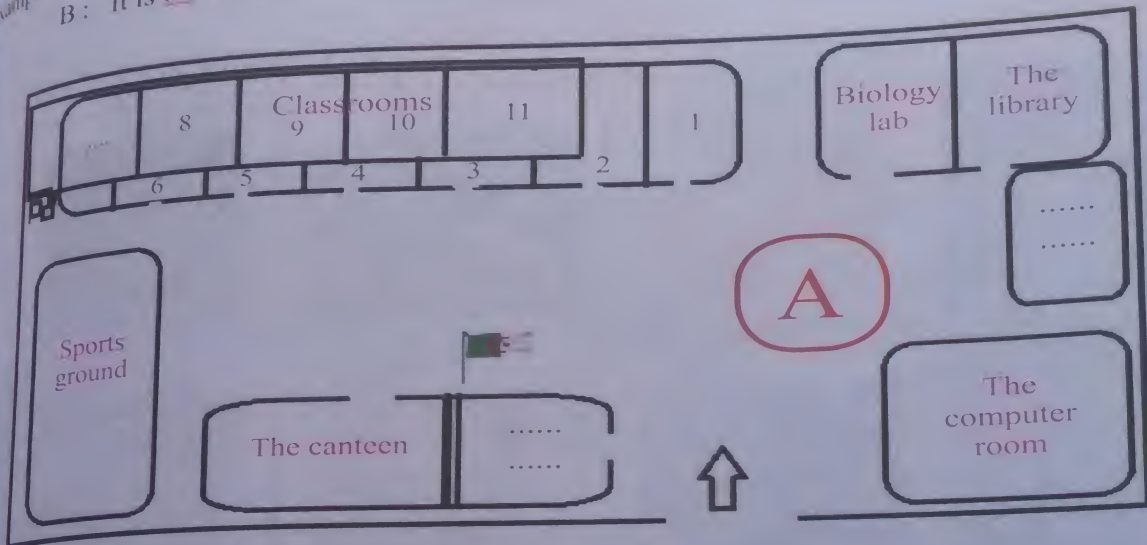 B: It is
Classrooms
8
9
10
11
1
6
5
4
3
2
Biology
lab
The
library
......
......
A
Sports
ground
The canteen
......
......
The
computer
room